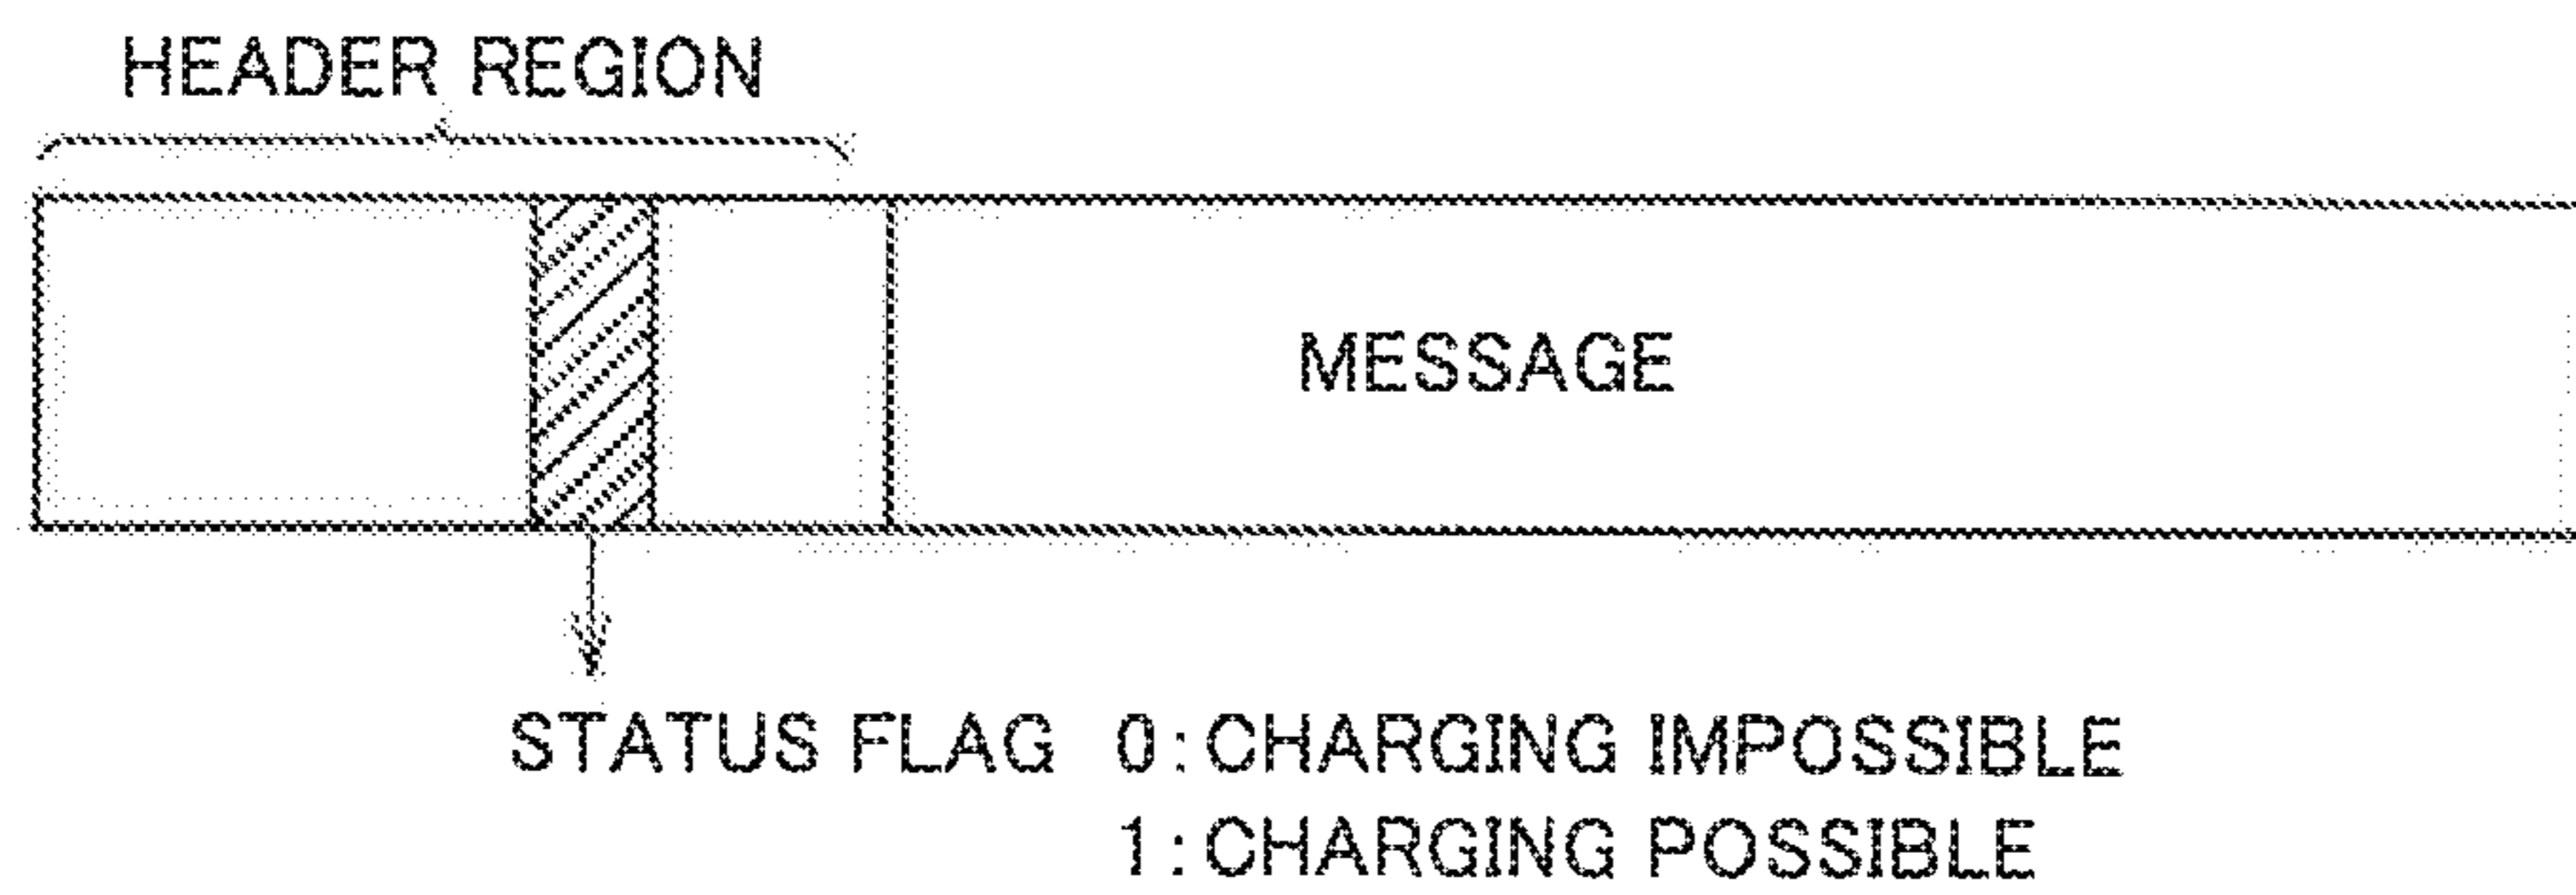 HEADER REGION
MESSAGE
STATUS FLAG 0:CHARGING IMPOSSIBLE
1:CHARGING POSSIBLE